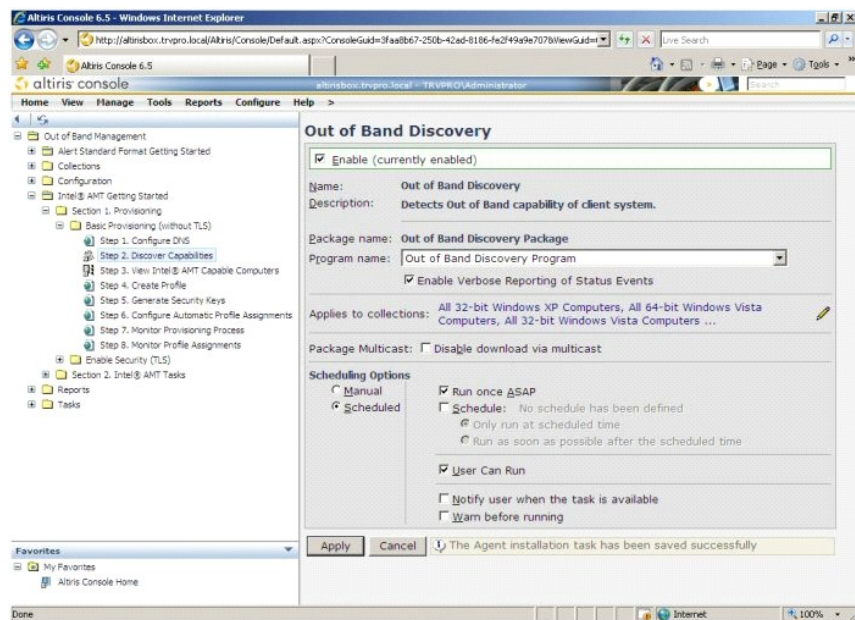 Altiris Console 6.5 - Windows Internet Explorer
http://altirisbox.trvpro.local/Altiris/Console/Default.aspx?ConsoleGuid=3faa8b67-250b-42ad-8186-fe2f49a9e707&ViewGuid=
Live Search
Altiris Console 6.5
Page
Tools
altiris console
altirisbox.trvpro.local - TRVPRO\Administrator
Search
Home View Manage Tools Reports Configure Help >
Out of Band Management
Alert Standard Format Getting Started
Collections
Configuration
Intel® AMT Getting Started
Section 1. Provisioning
Basic Provisioning (without TLS)
Step 1. Configure DNS
Step 2. Discover Capabilities
Step 3. View Intel® AMT Capable Computers
Step 4. Create Profile
Step 5. Generate Security Keys
Step 6. Configure Automatic Profile Assignments
Step 7. Monitor Provisioning Process
Step 8. Monitor Profile Assignments
Enable Security (TLS)
Section 2. Intel® AMT Tasks
Reports
Tasks
Favorites
My Favorites
Altiris Console Home
Out of Band Discovery
Enable (currently enabled)
Name: Out of Band Discovery
Description: Detects Out of Band capability of client system.
Package name: Out of Band Discovery Package
Program name: Out of Band Discovery Program
Enable Verbose Reporting of Status Events
Applies to collections: All 32-bit Windows XP Computers, All 64-bit Windows Vista
Computers, All 32-bit Windows Vista Computers ...
Package Multicast: Disable download via multicast
Scheduling Options
Manual
Scheduled
Run once ASAP
Schedule: No schedule has been defined
Only run at scheduled time
Run as soon as possible after the scheduled time
User Can Run
Notify user when the task is available
Warn before running
Apply Cancel The Agent installation task has been saved successfully
Done Internet 100%